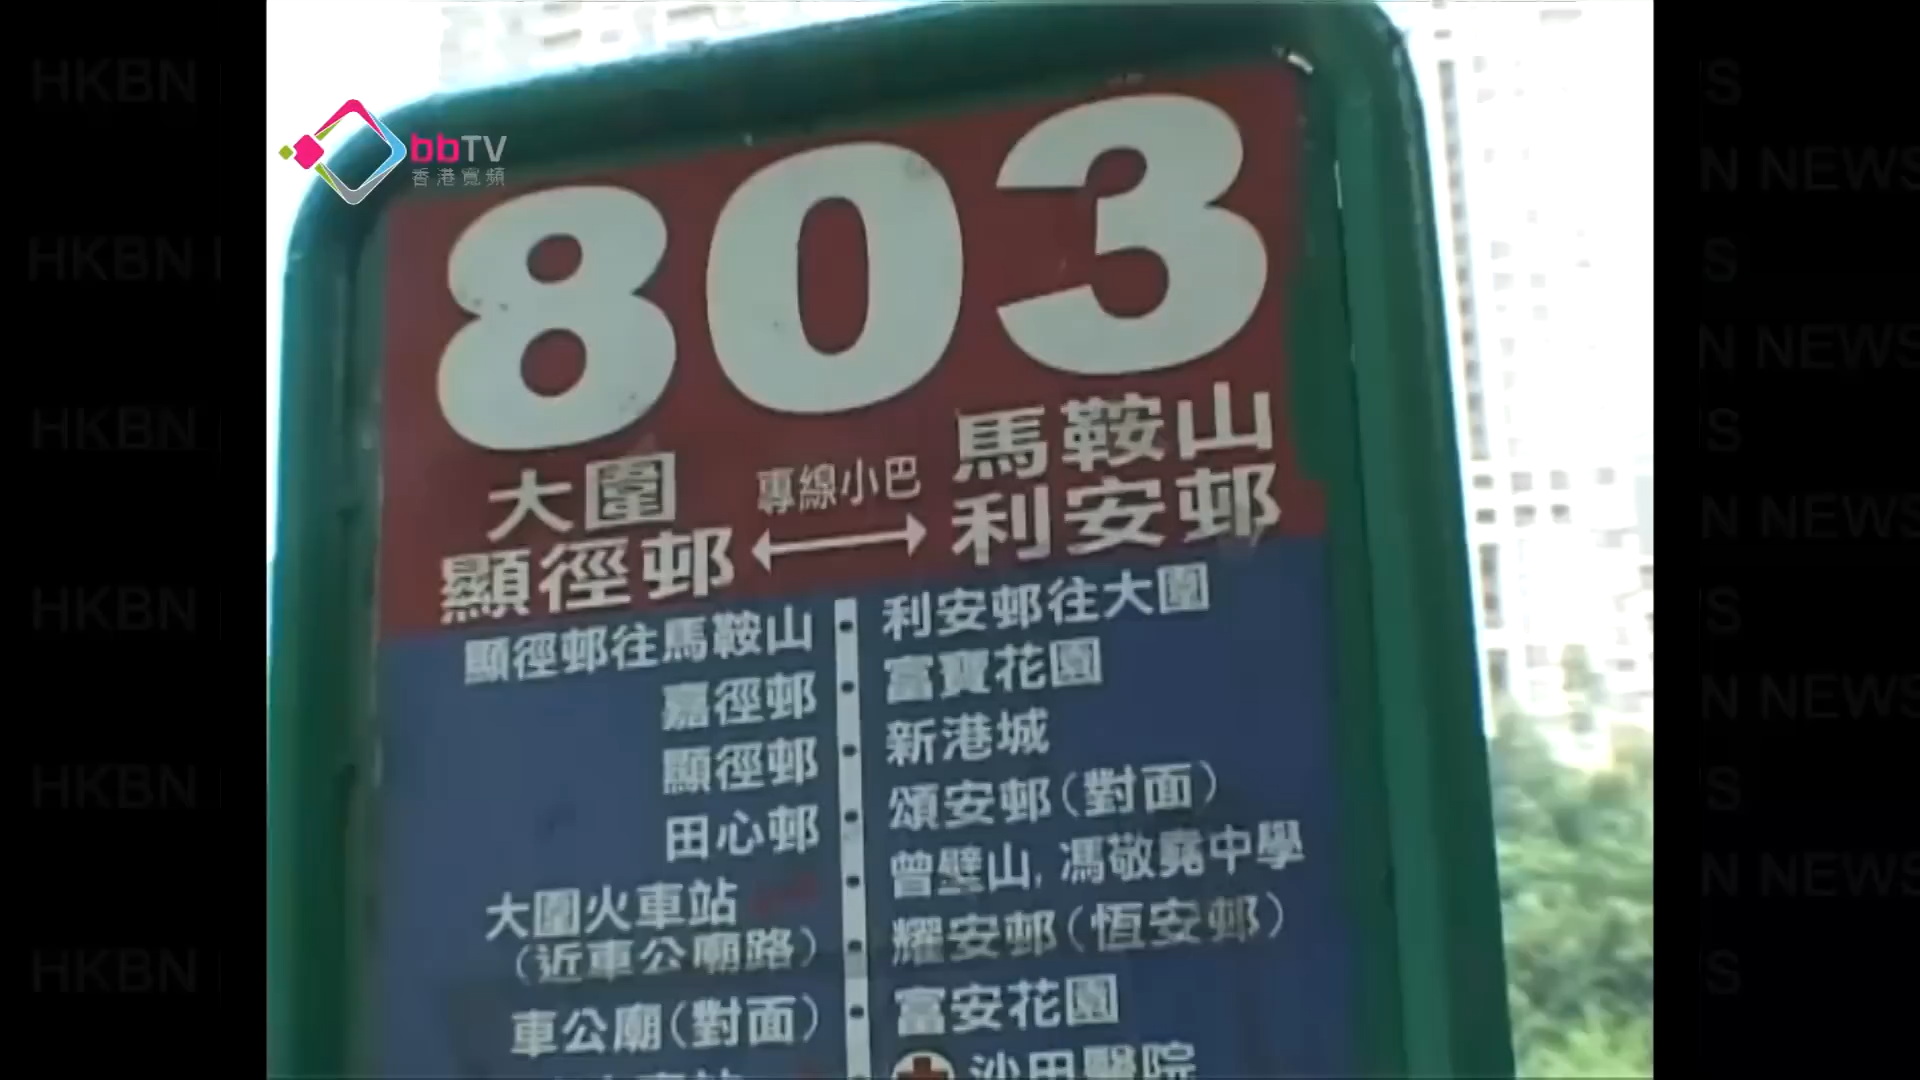 HKBN
NEWS
bbTV
香港寬頻
803
大圍
顯徑邨
專線小巴
馬鞍山
利安邨
顯徑邨往馬鞍山
嘉徑邨
顯徑邨
田心邨
大圍火車站
(近車公廟路)
車公廟(對面)
利安邨往大圍
富寶花園
新港城
頌安邨(對面)
曾璧山, 馮敬堯中學
耀安邨(恆安邨)
富安花園
沙田醫院